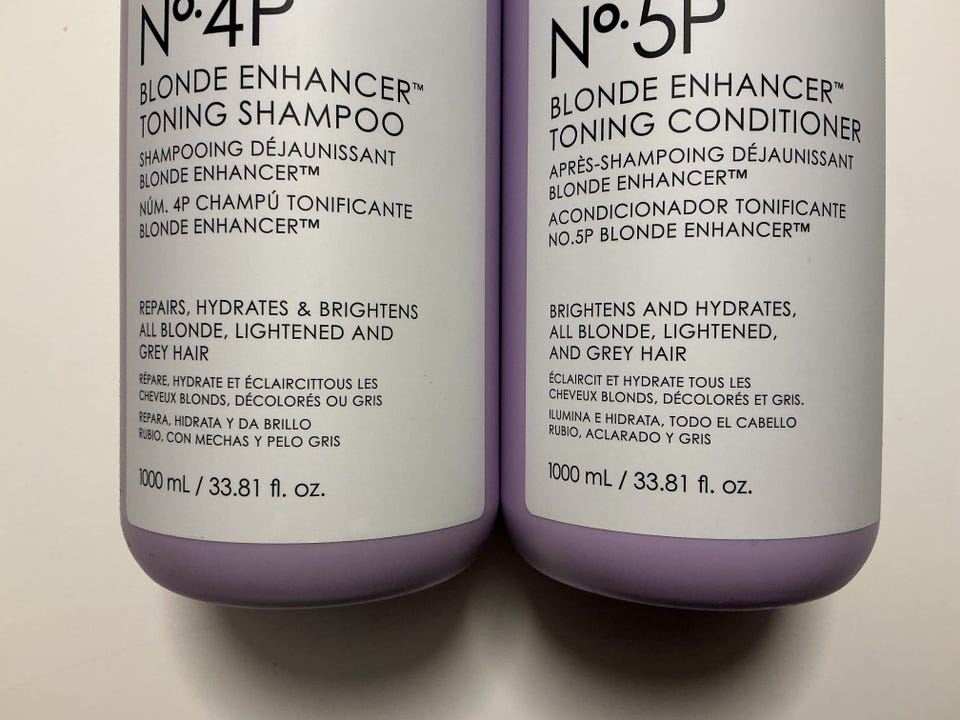 No.4P
BLONDE ENHANCER™
TONING SHAMPOO
SHAMPOOING DÉJAUNISSANT
BLONDE ENHANCER™
NÚM. 4P CHAMPÚ TONIFICANTE
BLONDE ENHANCER™
REPAIRS, HYDRATES & BRIGHTENS
ALL BLONDE, LIGHTENED AND
GREY HAIR
RÉPARE, HYDRATE ET ÉCLAIRCITTOUS LES
CHEVEUX BLONDS, DÉCOLORÉS OU GRIS
REPARA, HIDRATA Y DA BRILLO
RUBIO, CON MECHAS Y PELO GRIS
1000 mL / 33.81 fl. oz.
No.5P
BLONDE ENHANCER™
TONING CONDITIONER
APRÈS-SHAMPOING DÉJAUNISSANT
BLONDE ENHANCER™
ACONDICIONADOR TONIFICANTE
NO.5P BLONDE ENHANCER™
BRIGHTENS AND HYDRATES,
ALL BLONDE, LIGHTENED,
AND GREY HAIR
ÉCLAIRCIT ET HYDRATE TOUS LES
CHEVEUX BLONDS, DÉCOLORÉS ET GRIS.
ILUMINA E HIDRATA, TODO EL CABELLO
RUBIO, ACLARADO Y GRIS
1000 mL / 33.81 fl. oz.